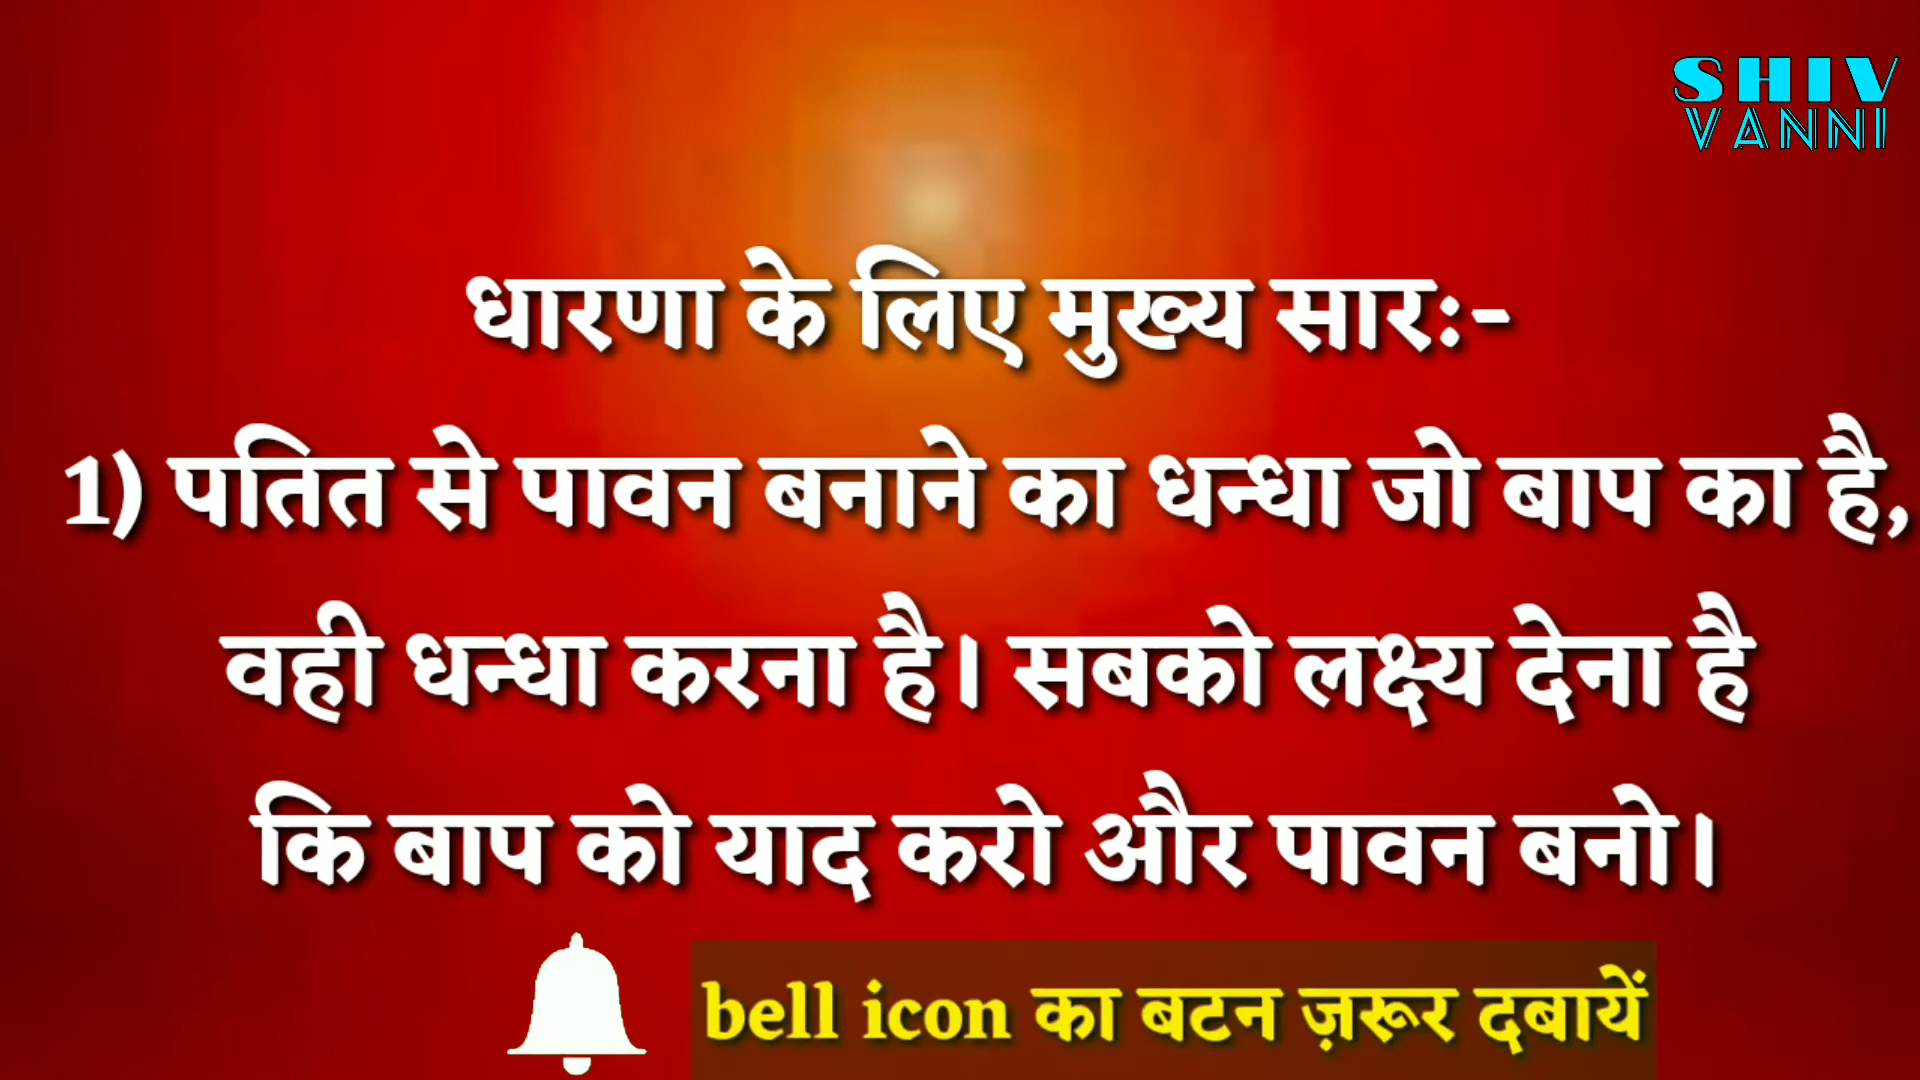 SHIV
VANNI
धारणा के लिए मुख्य सारः-
1) पतित से पावन बनाने का धन्धा जो बाप का है,
वही धन्धा करना है। सबको लक्ष्य देना है
कि बाप को याद करो और पावन बनो।
bell icon का बटन ज़रूर दबायें